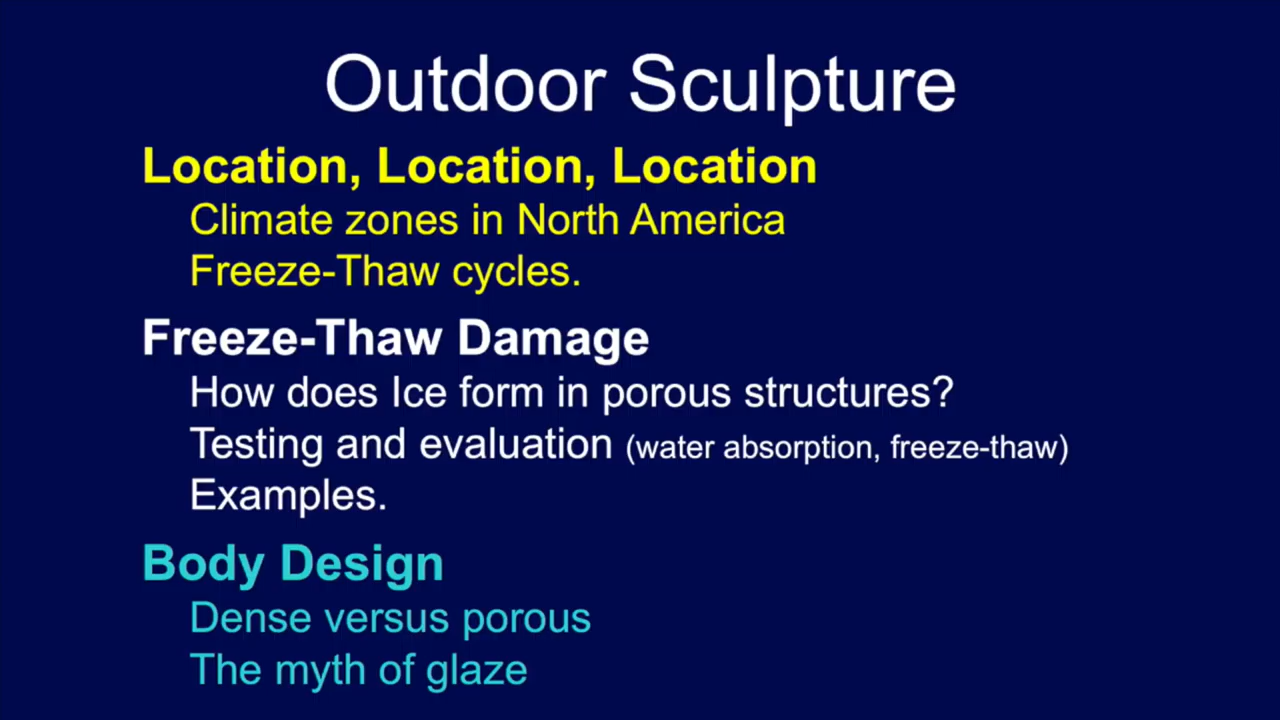 Outdoor Sculpture
Location, Location, Location
Climate zones in North America
Freeze-Thaw cycles.
Freeze-Thaw Damage
How does Ice form in porous structures?
Testing and evaluation (water absorption, freeze-thaw)
Examples.
Body Design
Dense versus porous
The myth of glaze